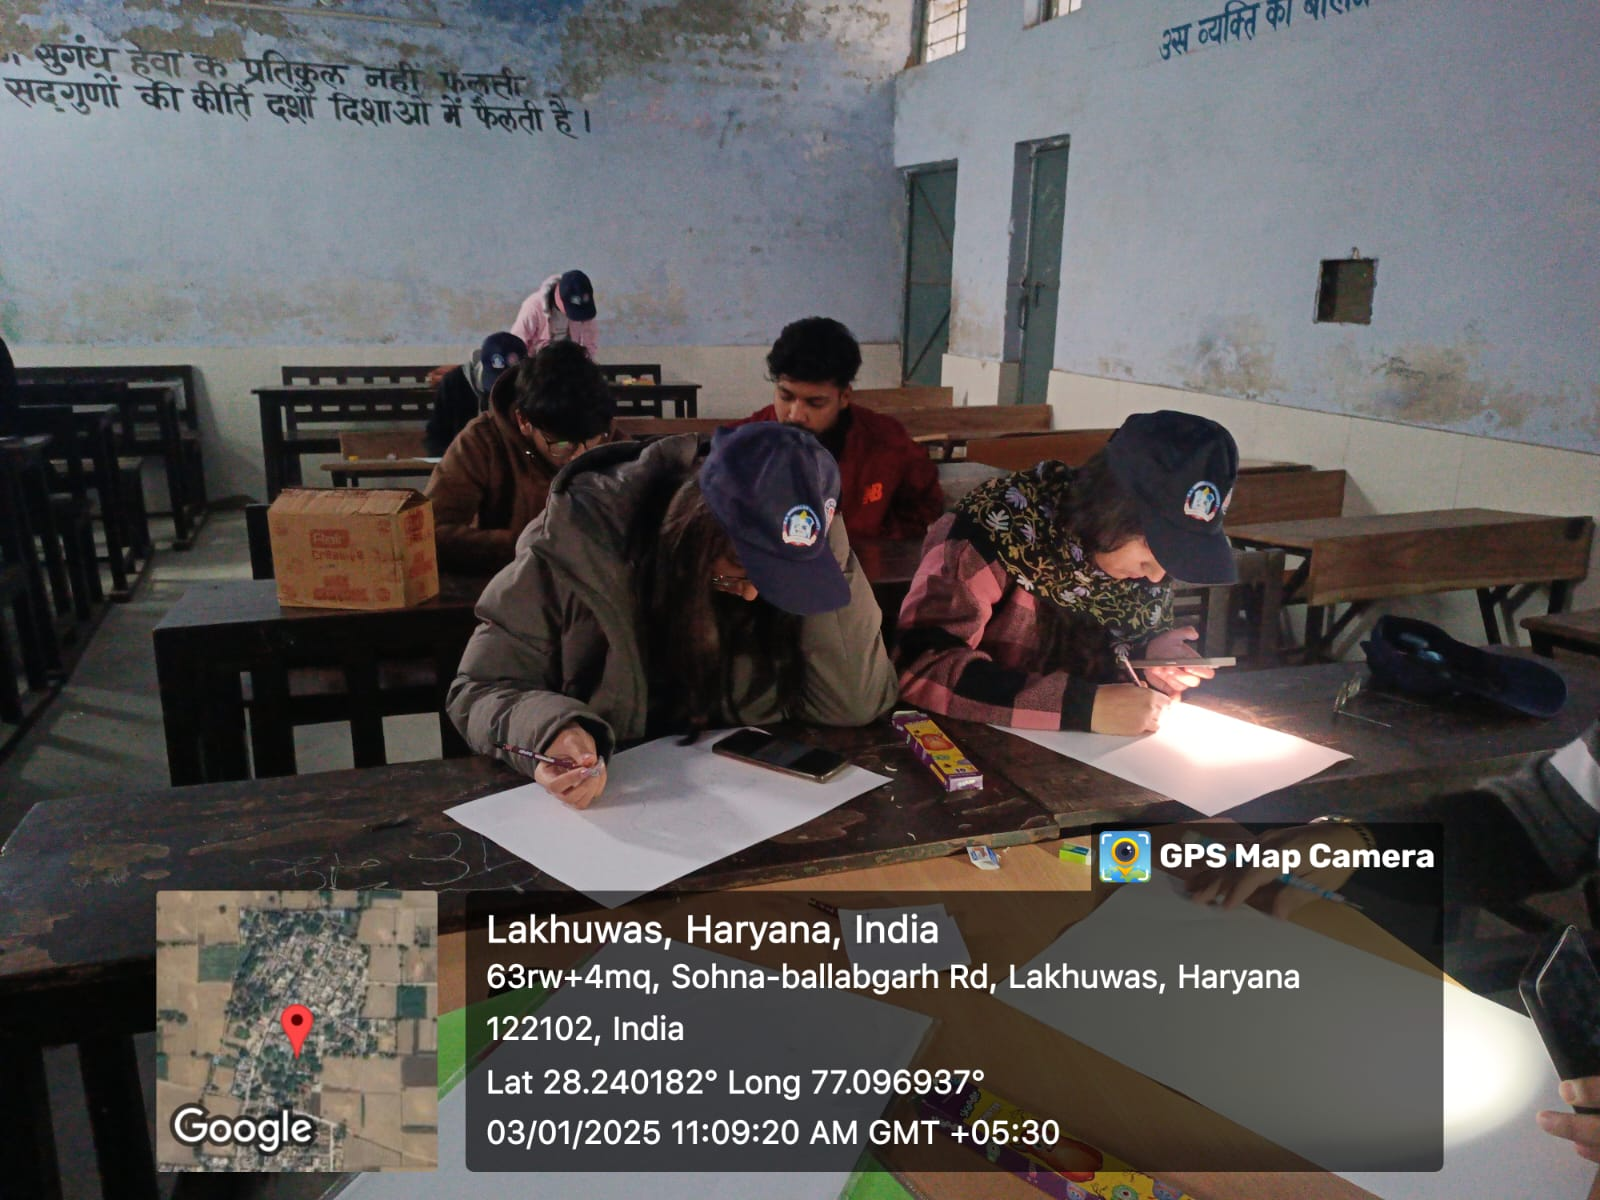 सुगंध हवा के प्रतिकुल नहीं फलती
सद्गुणों की कीर्ति दशों दिशाओं में फैलती है।
उस व्यक्ति को
GPS Map Camera
Lakhuwas, Haryana, India
63rw+4mq, Sohna-ballabgarh Rd, Lakhuwas, Haryana
122102, India
Lat 28.240182° Long 77.096937°
03/01/2025 11:09:20 AM GMT +05:30
Google